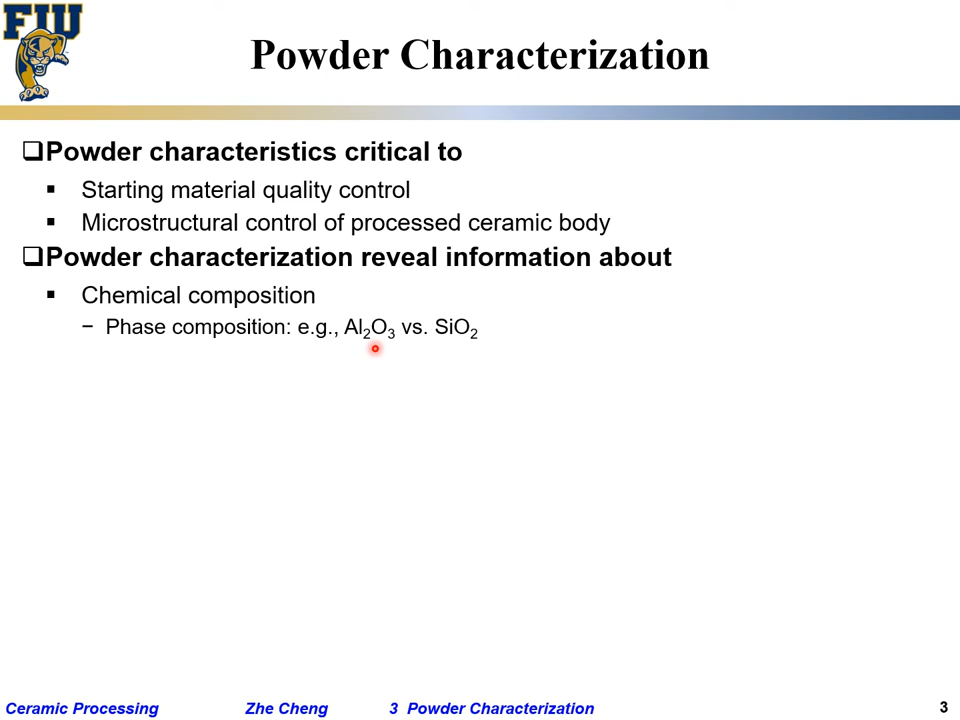 FIU
Powder Characterization
❑Powder characteristics critical to
▪ Starting material quality control
▪ Microstructural control of processed ceramic body
❑Powder characterization reveal information about
▪ Chemical composition
− Phase composition: e.g., Al₂O₃ vs. SiO₂
Ceramic Processing Zhe Cheng 3 Powder Characterization 3